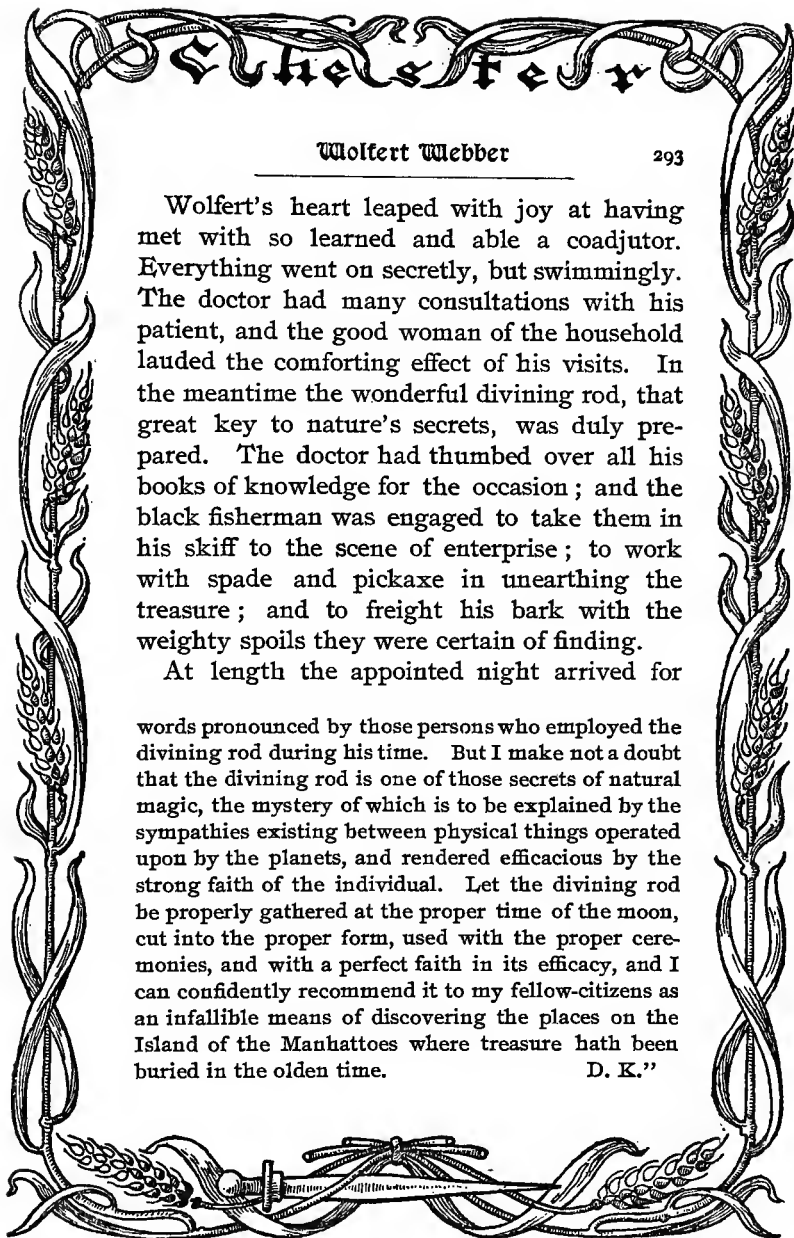 Chester
Wolfert Webber 293
Wolfert's heart leaped with joy at having
met with so learned and able a coadjutor.
Everything went on secretly, but swimmingly.
The doctor had many consultations with his
patient, and the good woman of the household
lauded the comforting effect of his visits. In
the meantime the wonderful divining rod, that
great key to nature's secrets, was duly pre-
pared. The doctor had thumbed over all his
books of knowledge for the occasion; and the
black fisherman was engaged to take them in
his skiff to the scene of enterprise; to work
with spade and pickaxe in unearthing the
treasure; and to freight his bark with the
weighty spoils they were certain of finding.
At length the appointed night arrived for
words pronounced by those persons who employed the
divining rod during his time. But I make not a doubt
that the divining rod is one of those secrets of natural
magic, the mystery of which is to be explained by the
sympathies existing between physical things operated
upon by the planets, and rendered efficacious by the
strong faith of the individual. Let the divining rod
be properly gathered at the proper time of the moon,
cut into the proper form, used with the proper cere-
monies, and with a perfect faith in its efficacy, and I
can confidently recommend it to my fellow-citizens as
an infallible means of discovering the places on the
Island of the Manhattoes where treasure hath been
buried in the olden time. D. K."